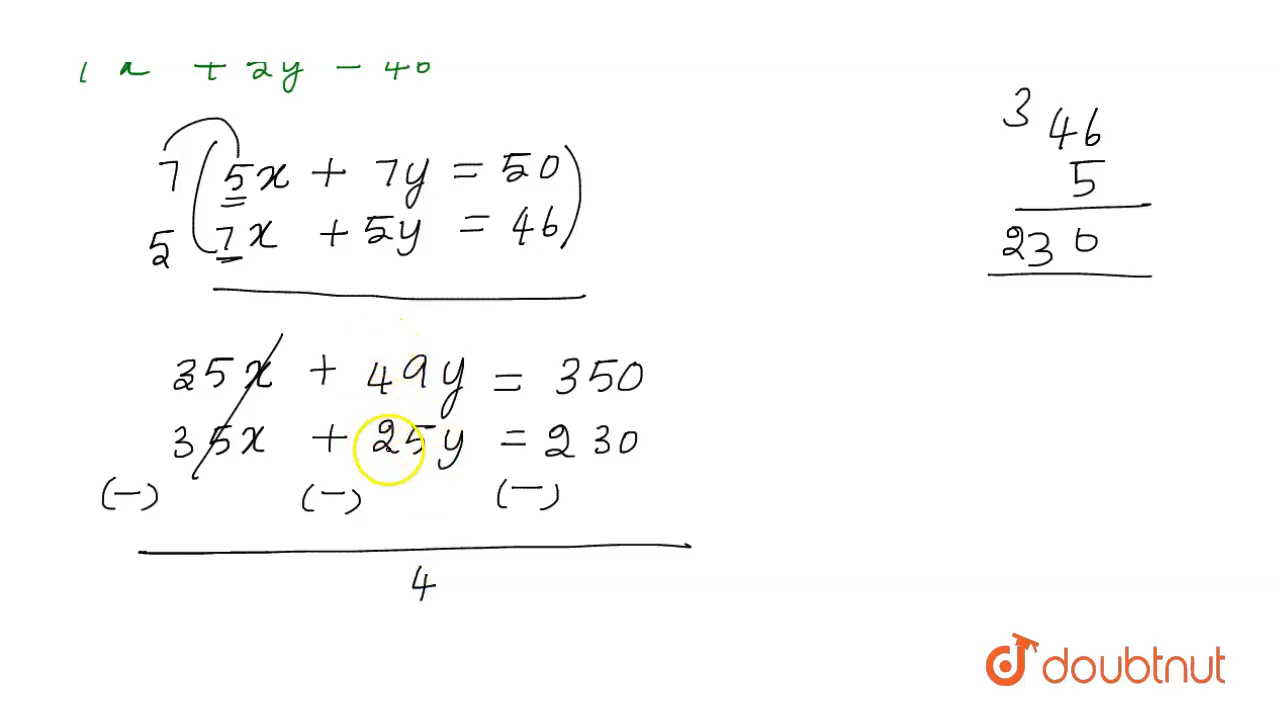 7 5x + 7y = 50
5 7x + 5y = 46
35x + 49y = 350
35x + 25y = 230
(-) (-) (-)
4
3 46
5
230
doubtnut